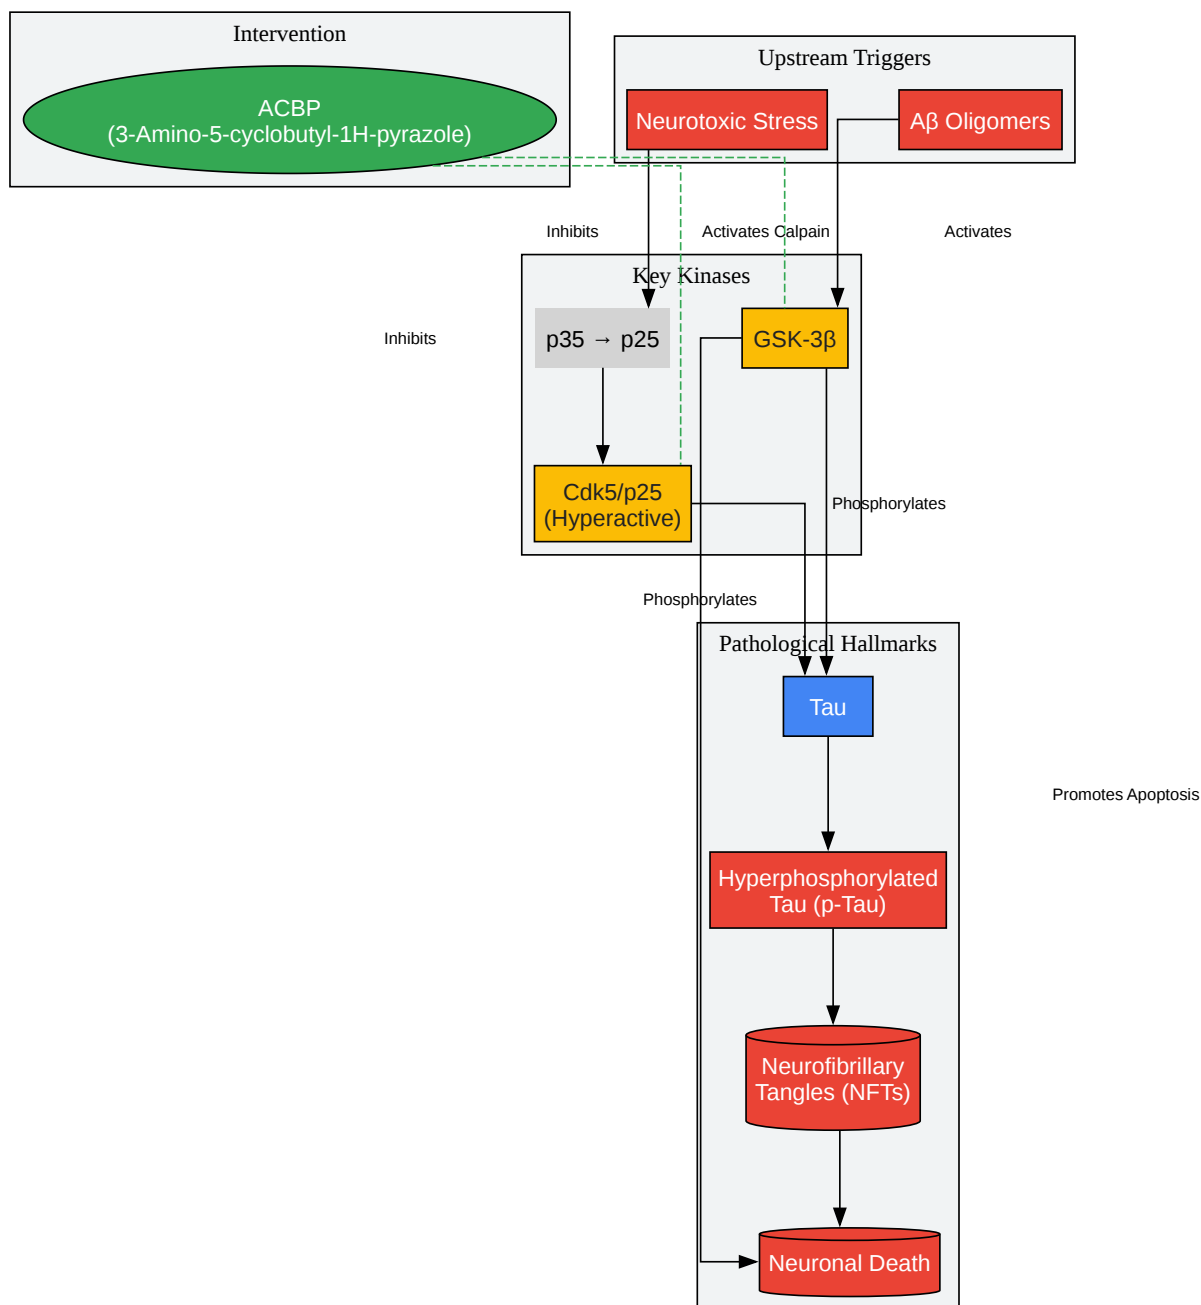 Intervention
ACBP
(3-Amino-5-cyclobutyl-1H-pyrazole)
Upstream Triggers
Neurotoxic Stress
Aβ Oligomers
Inhibits
Activates Calpain
Activates
Key Kinases
Inhibits
p35 → p25
GSK-3β
Cdk5/p25
(Hyperactive)
Phosphorylates
Phosphorylates
Pathological Hallmarks
Tau
Promotes Apoptosis
Hyperphosphorylated
Tau (p-Tau)
Neurofibrillary
Tangles (NFTs)
Neuronal Death